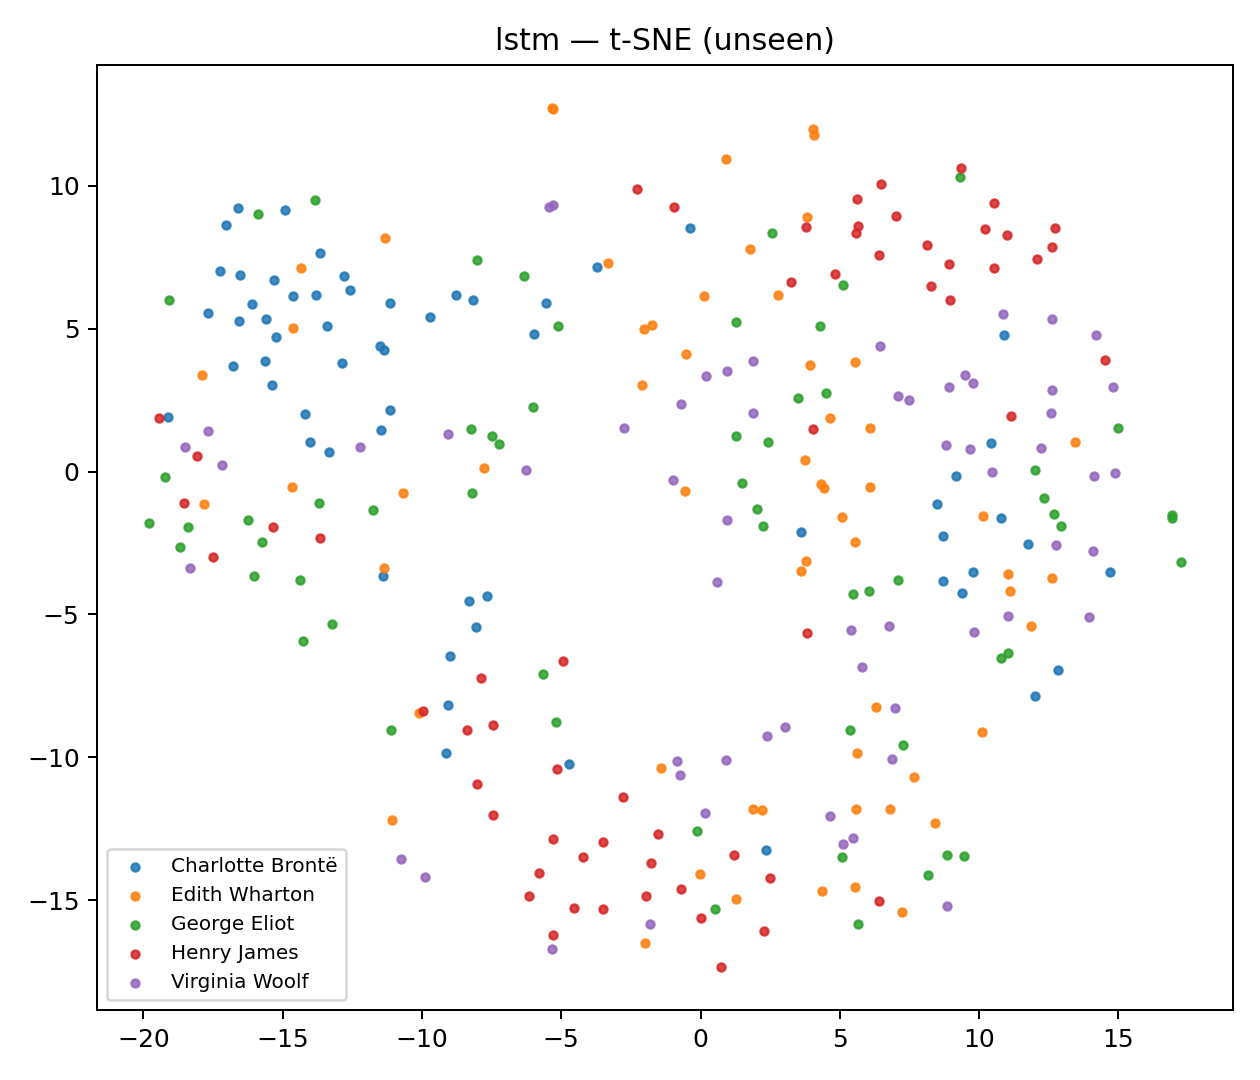 lstm — t-SNE (unseen)
10
5
0
−5
−10
−15
Charlotte Brontë
Edith Wharton
George Eliot
Henry James
Virginia Woolf
−20 −15 −10 −5 0 5 10 15